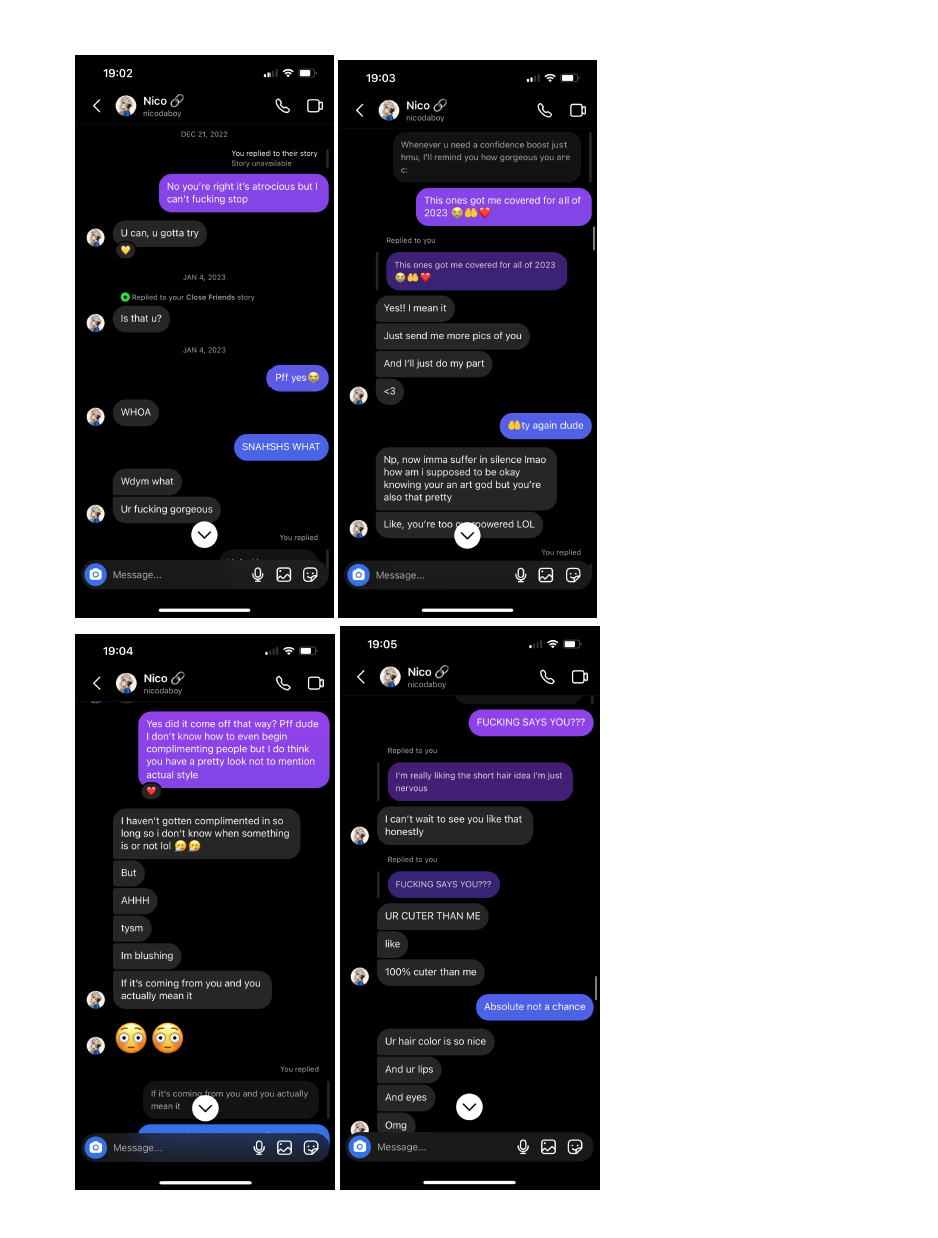 19:02
Nico
nicodaboy
DEC 21, 2022
You replied to their story
Story unavailable
No you're right it's atrocious but I
can't fucking stop
U can, u gotta try
JAN 4, 2023
Replied to your Close Friends story
Is that u?
JAN 4, 2023
Pff yes😭
WHOA
SNAHSHS WHAT
Wdym what
Ur fucking gorgeous
You replied
Message...
19:03
Nico
nicodaboy
Whenever u need a confidence boost just
hmu, I'll remind you how gorgeous you are
c:
This ones got me covered for all of
2023 😭🤲❤️
Replied to you
This ones got me covered for all of 2023
😭🤲❤️
Yes!! I mean it
Just send me more pics of you
And I'll just do my part
<3
🤲ty again dude
Np, now imma suffer in silence lmao
how am i supposed to be okay
knowing your an art god but you're
also that pretty
Like, you're too overpowered LOL
You replied
Message...
19:04
Nico
nicodaboy
Yes did it come off that way? Pff dude
I don't know how to even begin
complimenting people but I do think
you have a pretty look not to mention
actual style
I haven't gotten complimented in so
long so i don't know when something
is or not lol 🤧🤧
But
AHHH
tysm
Im blushing
If it's coming from you and you
actually mean it
😳😳
You replied
If it's coming from you and you actually
mean it
Message...
19:05
Nico
nicodaboy
FUCKING SAYS YOU???
Replied to you
I'm really liking the short hair idea I'm just
nervous
I can't wait to see you like that
honestly
Replied to you
FUCKING SAYS YOU???
UR CUTER THAN ME
like
100% cuter than me
Absolute not a chance
Ur hair color is so nice
And ur lips
And eyes
Omg
Message...